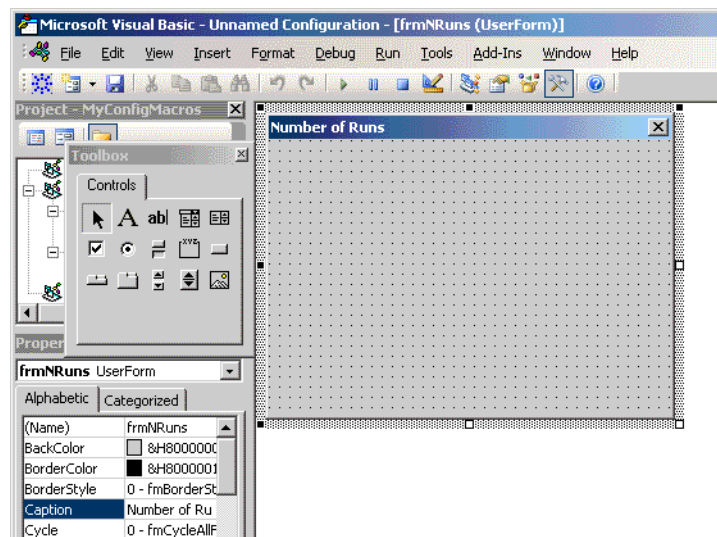 Microsoft Visual Basic - Unnamed Configuration - [frmNRuns (UserForm)]
File Edit View Insert Format Debug Run Tools Add-Ins Window Help
Project - MyConfigMacros
Number of Runs
Toolbox
Controls
A ab|
xyz
Proper
frmNRuns UserForm
Alphabetic Categorized
(Name) frmNRuns
BackColor &H8000000
BorderColor &H8000001
BorderStyle 0 - fmBorderSt
Caption Number of Ru
Cycle 0 - fmCycleAllF